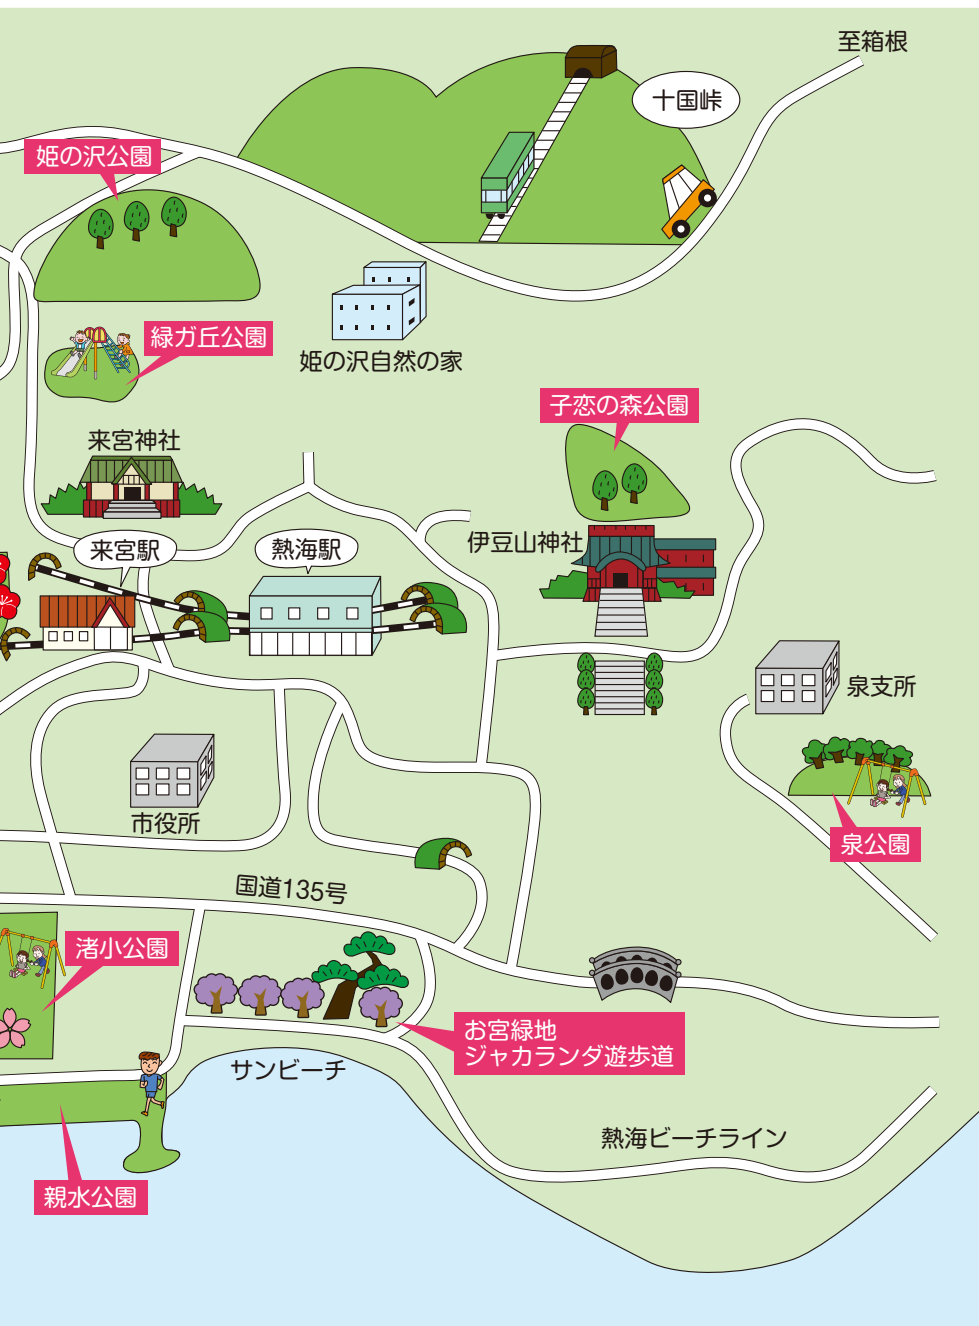 至箱根
十国峠
姫の沢公園
緑ガ丘公園
姫の沢自然の家
子恋の森公園
来宮神社
来宮駅
熱海駅
伊豆山神社
泉支所
市役所
泉公園
国道135号
渚小公園
お宮緑地
ジャカランダ遊歩道
サンビーチ
熱海ビーチライン
親水公園